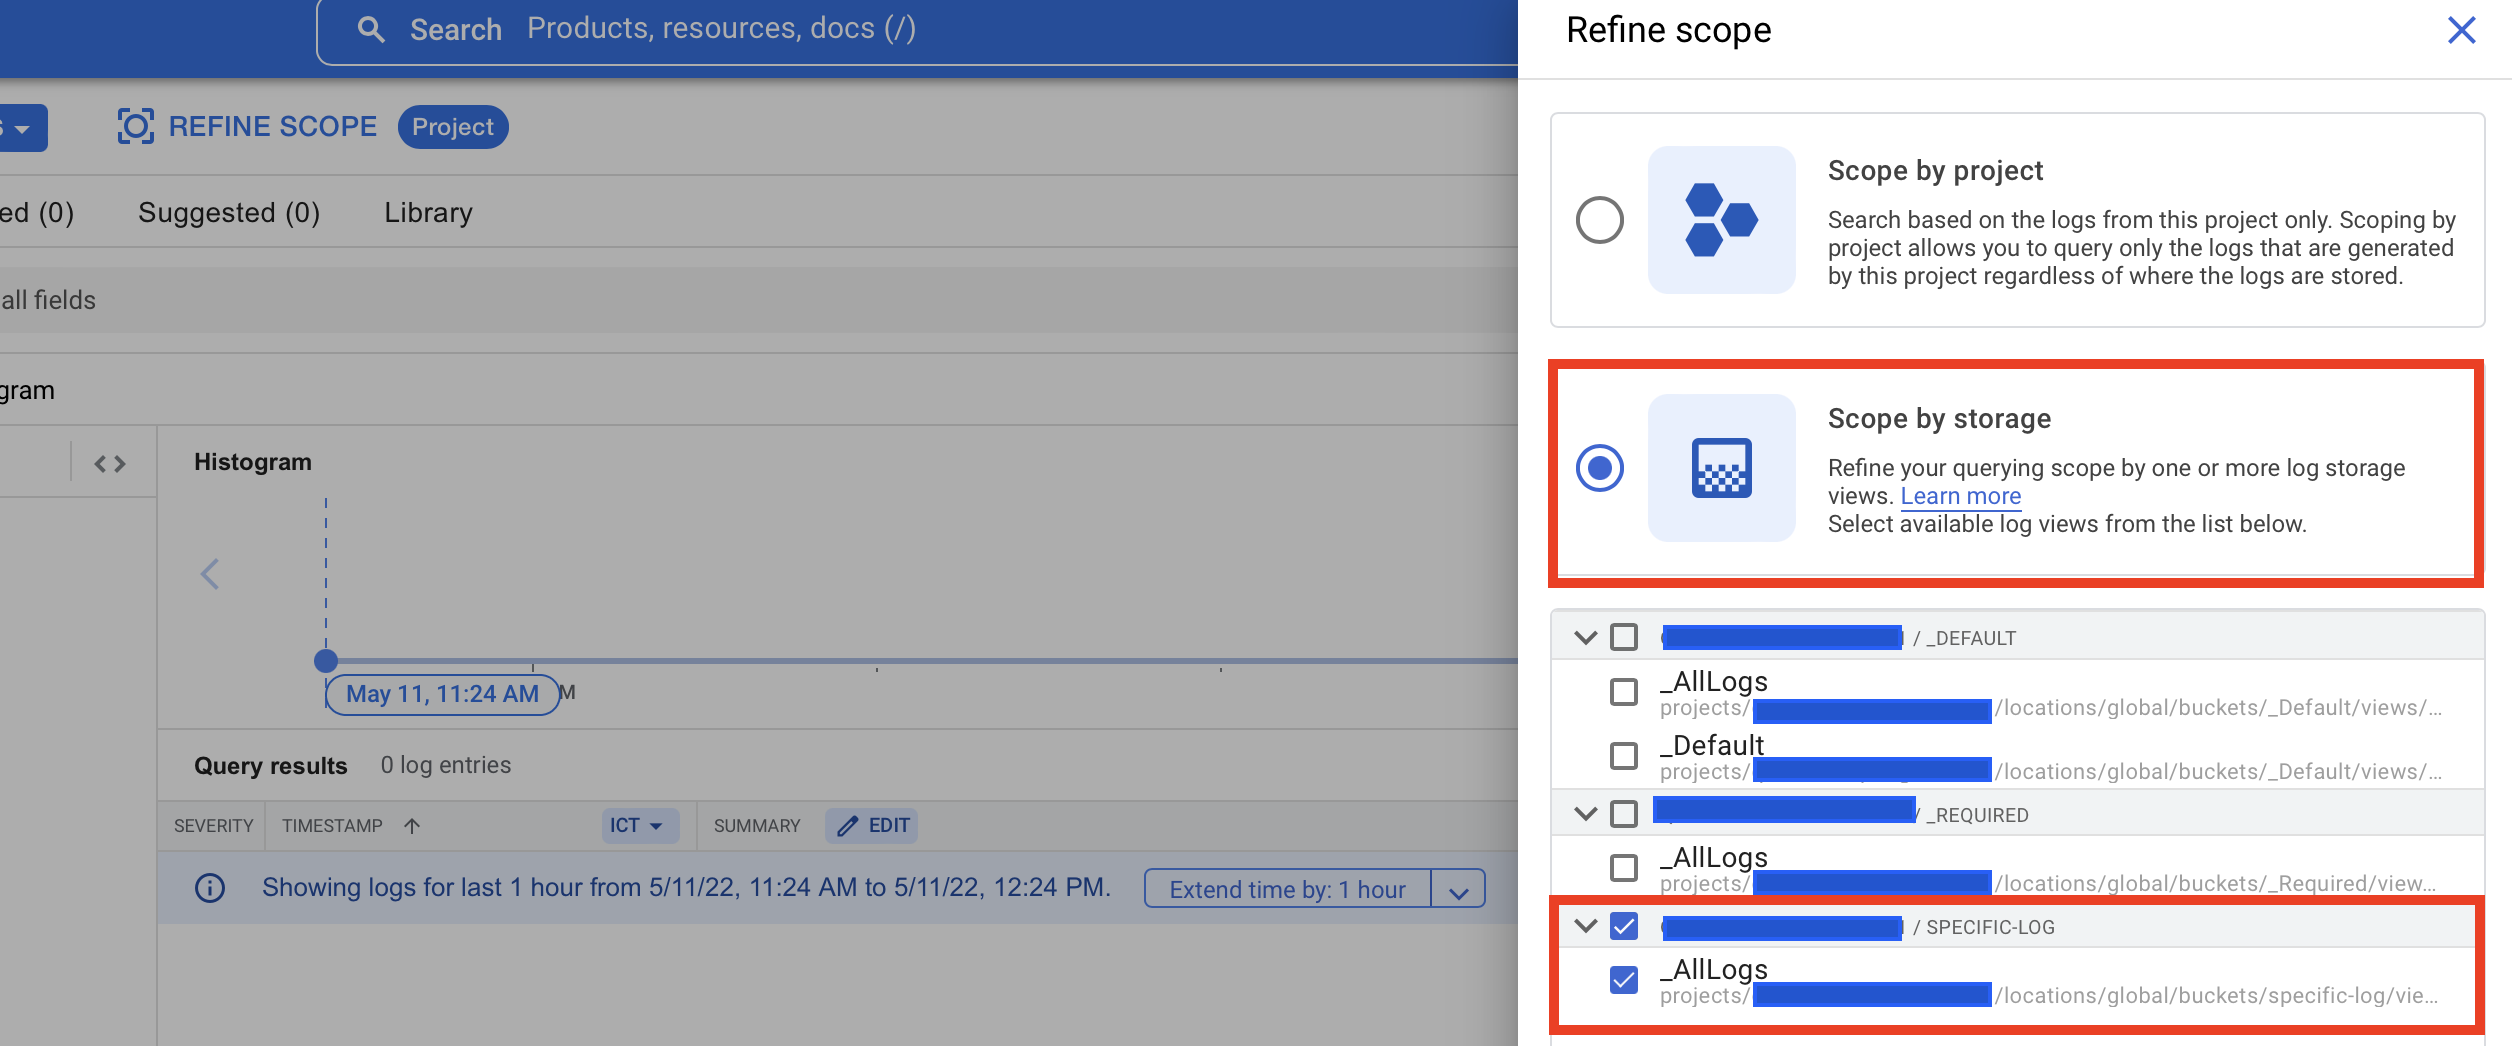 Search Products, resources, docs (/)
REFINE SCOPE Project
ed (0) Suggested (0) Library
all fields
gram
Histogram
May 11, 11:24 AM M
Query results 0 log entries
SEVERITY TIMESTAMP ICT SUMMARY EDIT
Showing logs for last 1 hour from 5/11/22, 11:24 AM to 5/11/22, 12:24 PM. Extend time by: 1 hour
Refine scope
Scope by project
Search based on the logs from this project only. Scoping by
project allows you to query only the logs that are generated
by this project regardless of where the logs are stored.
Scope by storage
Refine your querying scope by one or more log storage
views. Learn more
Select available log views from the list below.
/ _DEFAULT
_AllLogs
projects/ /locations/global/buckets/_Default/views/...
_Default
projects/ /locations/global/buckets/_Default/views/...
/ _REQUIRED
_AllLogs
projects/ /locations/global/buckets/_Required/view...
/ SPECIFIC-LOG
_AllLogs
projects/ /locations/global/buckets/specific-log/vie...